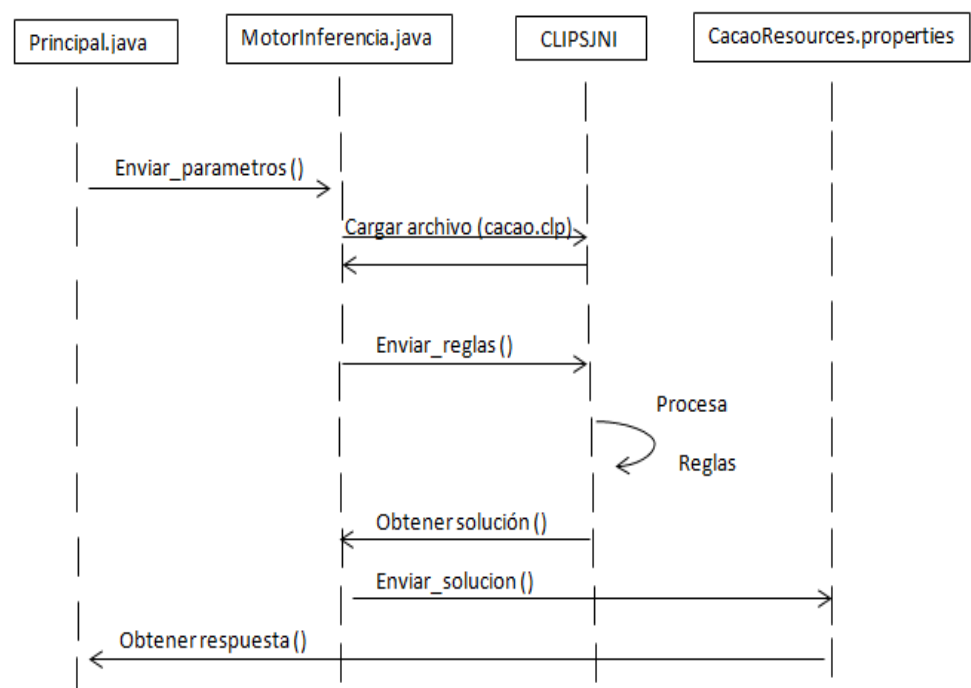 Principal.java
MotorInferencia.java
CLIPSJNI
CacaoResources.properties
Enviar_parametros ()
Cargar archivo (cacao.clp)
Enviar_reglas ()
Procesa
Reglas
Obtener solución ()
Enviar_solucion ()
Obtener respuesta ()